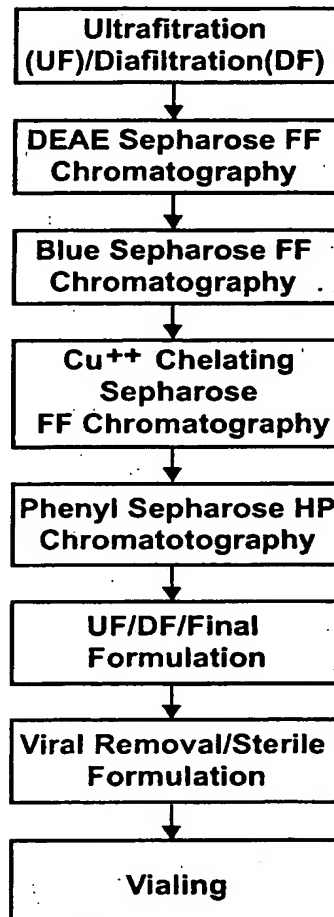 Ultrafitration
(UF)/Diafiltration(DF)
DEAE Sepharose FF
Chromatography
Blue Sepharose FF
Chromatography
Cu++ Chelating
Sepharose
FF Chromatography
Phenyl Sepharose HP
Chromatotography
UF/DF/Final
Formulation
Viral Removal/Sterile
Formulation
Vialing